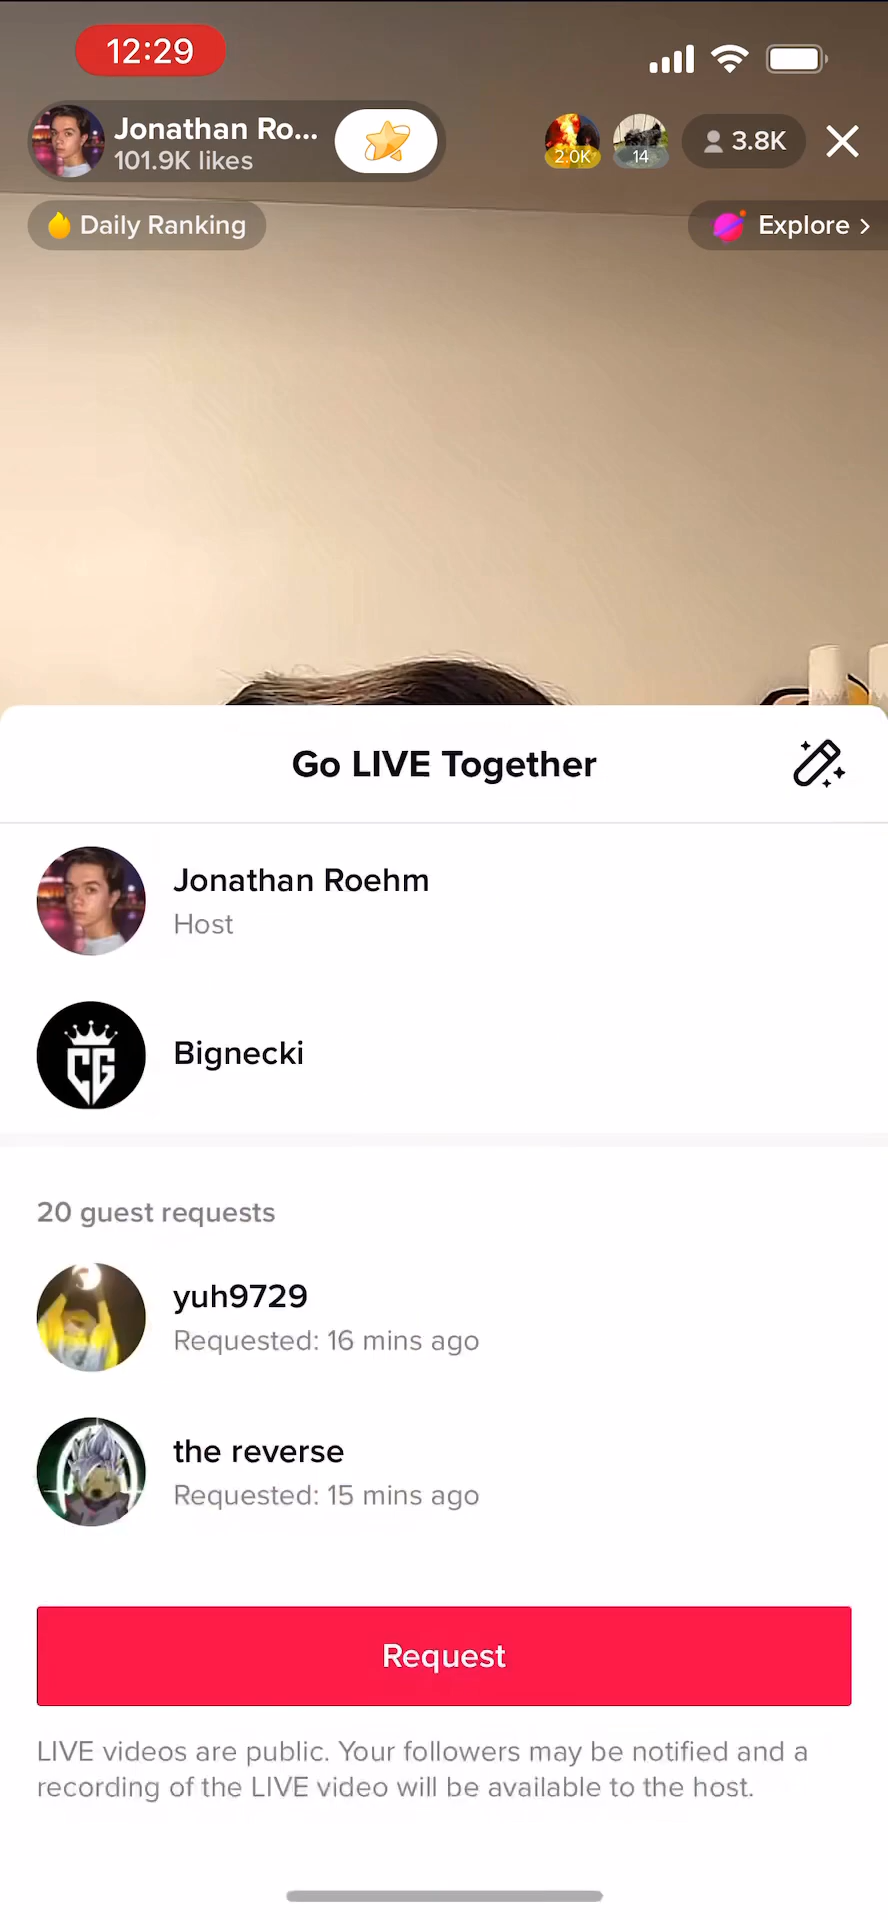 12:29
Jonathan Ro...
101.9K likes
2.0K
14
3.8K
Daily Ranking
Explore >
Go LIVE Together
Jonathan Roehm
Host
CG
Bignecki
20 guest requests
yuh9729
Requested: 16 mins ago
the reverse
Requested: 15 mins ago
Request
LIVE videos are public. Your followers may be notified and a
recording of the LIVE video will be available to the host.